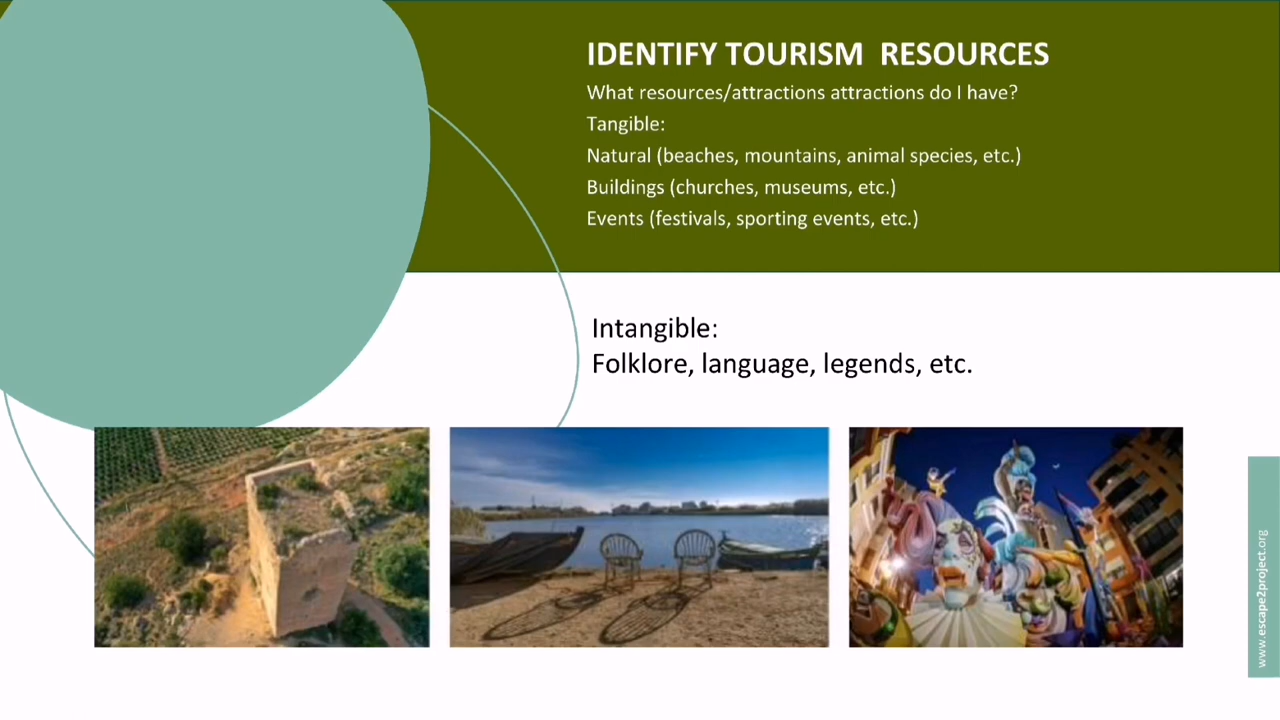 IDENTIFY TOURISM  RESOURCES
What resources/attractions attractions do I have?
Tangible:
Natural (beaches, mountains, animal species, etc.)
Buildings (churches, museums, etc.)
Events (festivals, sporting events, etc.)
Intangible:
Folklore, language, legends, etc.
www.escape2project.org